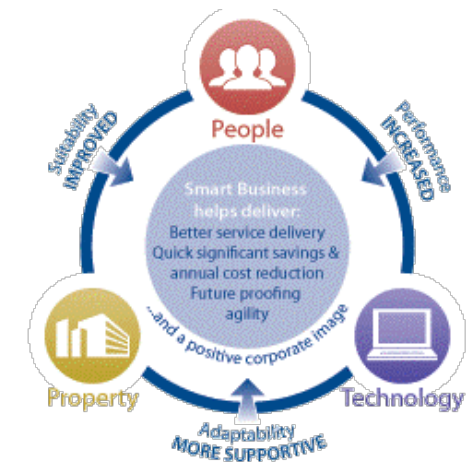 People
Suitability
IMPROVED
Performance
INCREASED
Smart Business
helps deliver:
Better service delivery
Quick significant savings &
annual cost reduction
Future proofing
agility
...and a positive corporate image
Property
Technology
Adaptability
MORE SUPPORTIVE